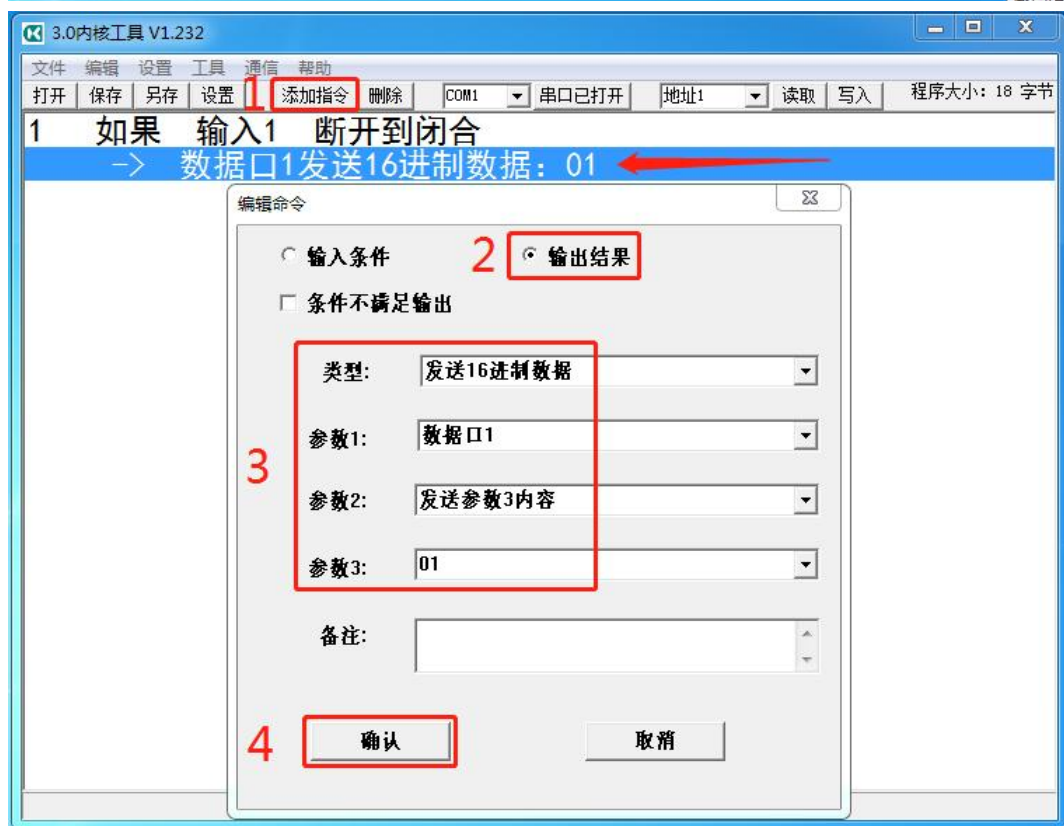 3.0内核工具 V1.232
文件 编辑 设置 工具 通信 帮助
打开 保存 另存 设置 1 添加指令 删除 COM1 串口已打开 地址1 读取 写入 程序大小: 18 字节
1 如果 输入1 断开到闭合
-> 数据口1发送16进制数据: 01
编辑命令
输入条件 2 输出结果
条件不满足输出
3
类型: 发送16进制数据
参数1: 数据口1
参数2: 发送参数3内容
参数3: 01
备注:
4 确认 取消